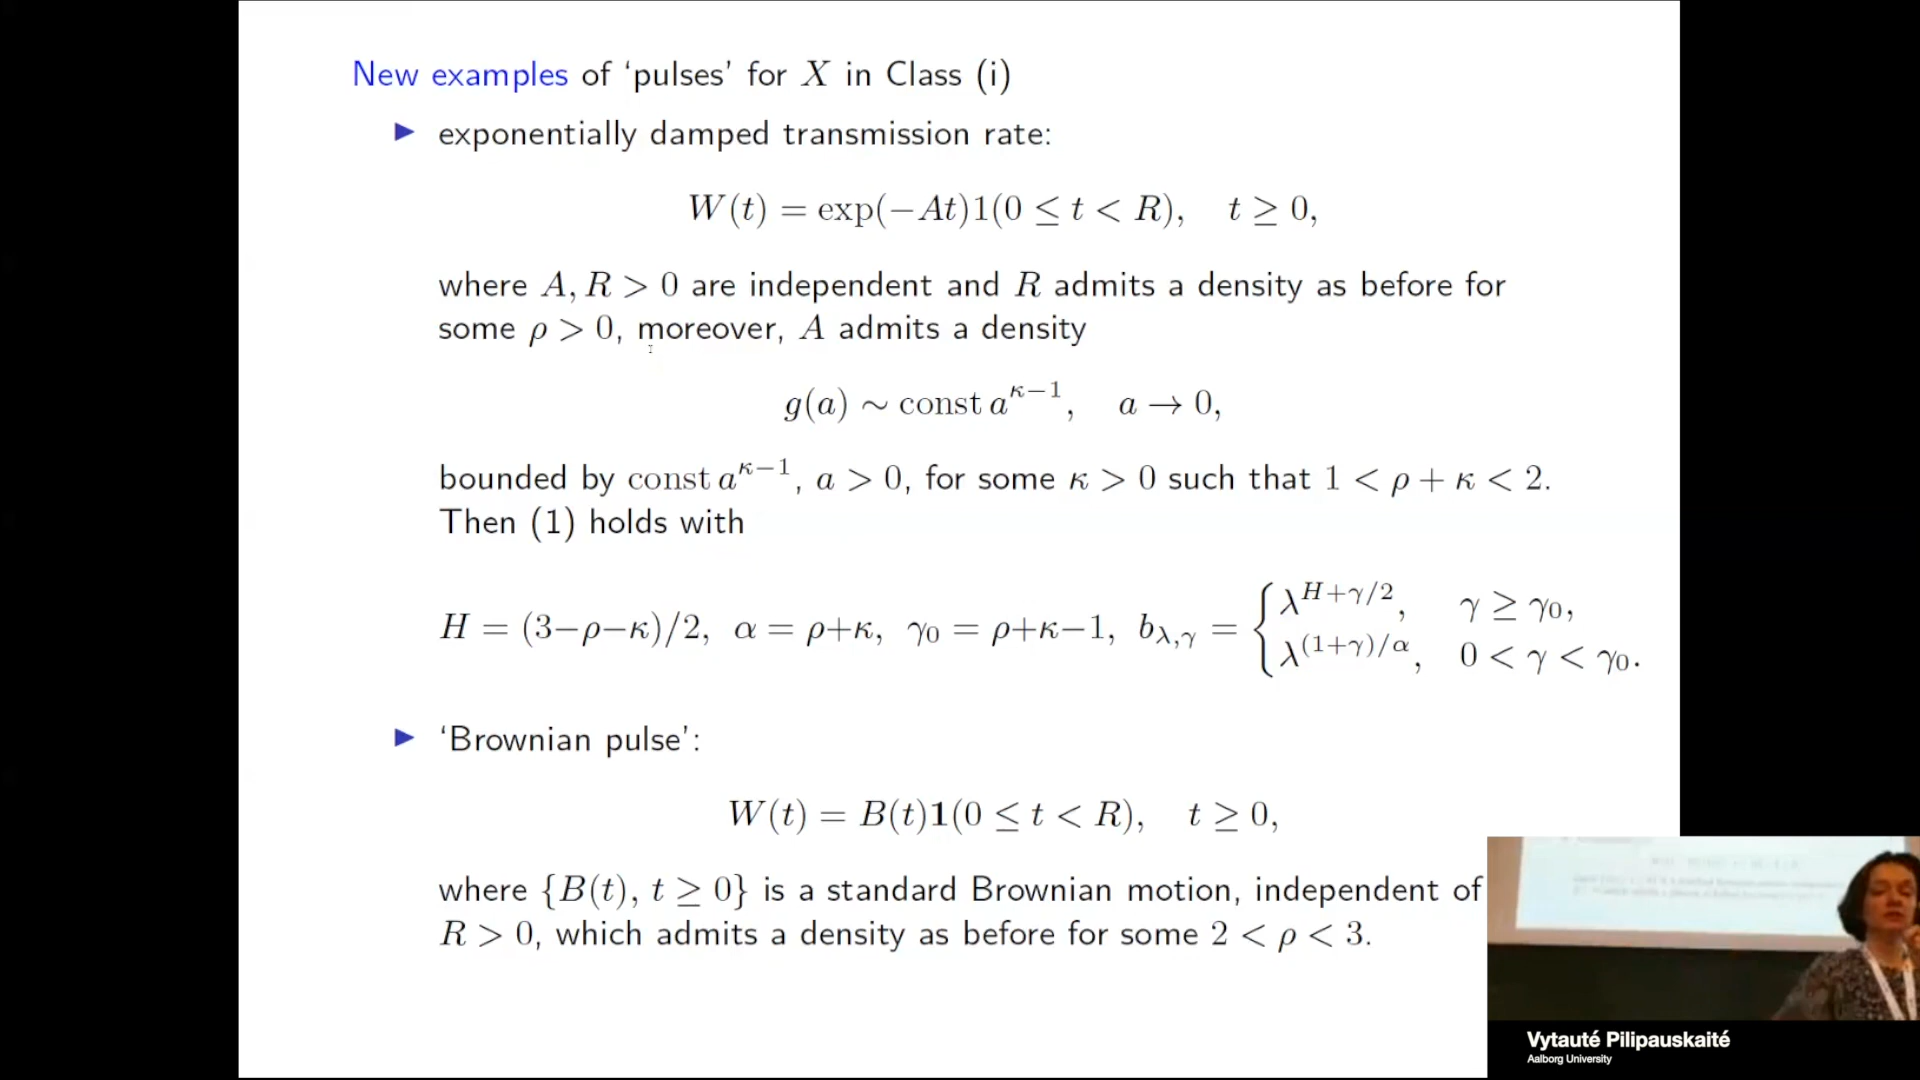 New examples of ‘pulses’ for X in Class (i)
▶ exponentially damped transmission rate:
W(t) = exp(−At)1(0 ≤ t < R), t ≥ 0,
where A, R > 0 are independent and R admits a density as before for
some ρ > 0, moreover, A admits a density
g(a) ∼ const a^{κ−1}, a → 0,
bounded by const a^{κ−1}, a > 0, for some κ > 0 such that 1 < ρ + κ < 2.
Then (1) holds with
H = (3−ρ−κ)/2, α = ρ+κ, γ₀ = ρ+κ−1, b_{λ,γ} = { λ^{H+γ/2}, γ ≥ γ₀,
λ^{(1+γ)/α}, 0 < γ < γ₀.
▶ ‘Brownian pulse’:
W(t) = B(t)𝟏(0 ≤ t < R), t ≥ 0,
where {B(t), t ≥ 0} is a standard Brownian motion, independent of
R > 0, which admits a density as before for some 2 < ρ < 3.
Vytauté Pilipauskaité
Aalborg University